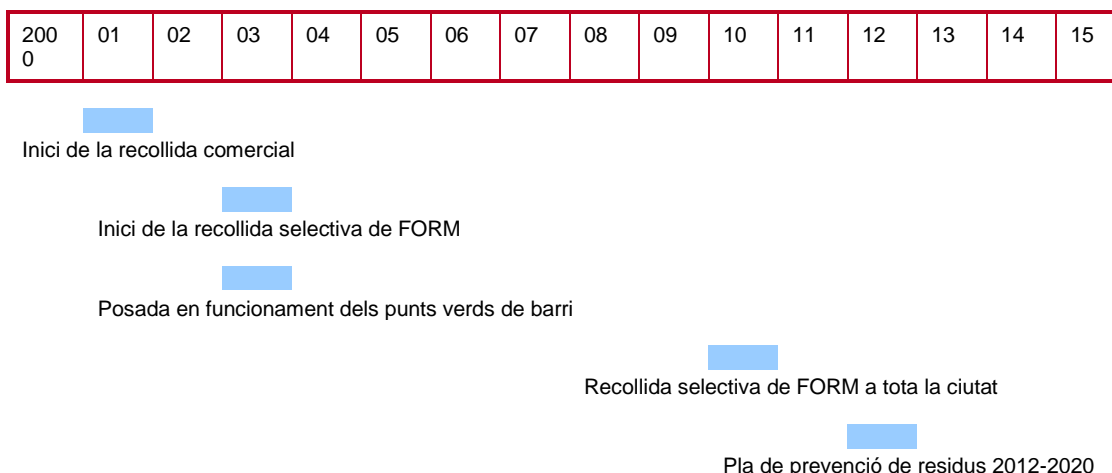 200 01 02 03 04 05 06 07 08 09 10 11 12 13 14 15
0
Inici de la recollida comercial
Inici de la recollida selectiva de FORM
Posada en funcionament dels punts verds de barri
Recollida selectiva de FORM a tota la ciutat
Pla de prevenció de residus 2012-2020